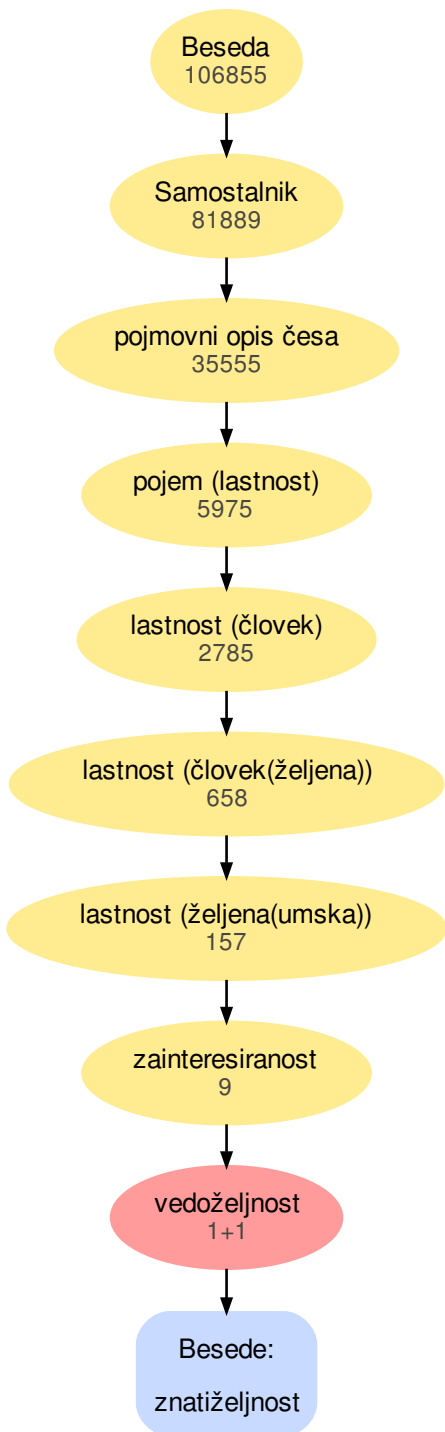 Beseda
106855
Samostalnik
81889
pojmovni opis česa
35555
pojem (lastnost)
5975
lastnost (človek)
2785
lastnost (človek(željena))
658
lastnost (željena(umska))
157
zainteresiranost
9
vedoželjnost
1+1
Besede:
znatiželjnost